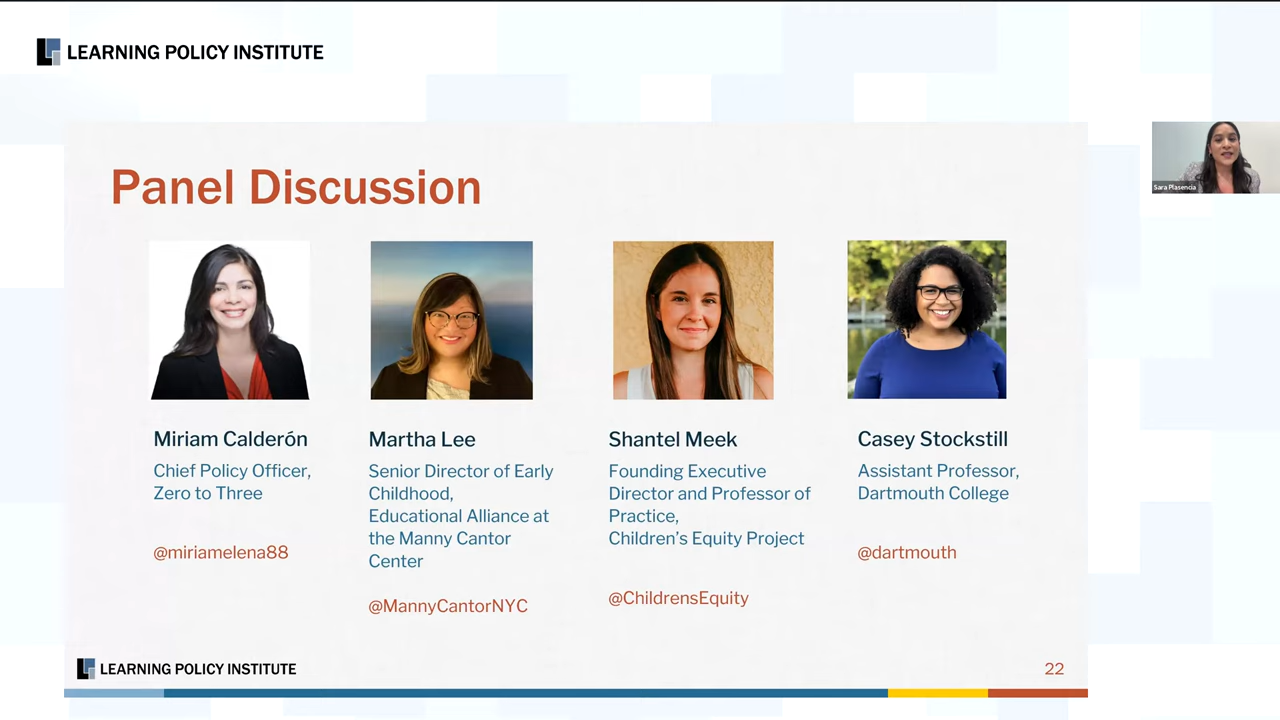 LEARNING POLICY INSTITUTE
Panel Discussion
Sara Plasencia
Miriam Calderón
Chief Policy Officer,
Zero to Three
@miriamelena88
Martha Lee
Senior Director of Early
Childhood,
Educational Alliance at
the Manny Cantor
Center
@MannyCantorNYC
Shantel Meek
Founding Executive
Director and Professor of
Practice,
Children's Equity Project
@ChildrensEquity
Casey Stockstill
Assistant Professor,
Dartmouth College
@dartmouth
LEARNING POLICY INSTITUTE
22